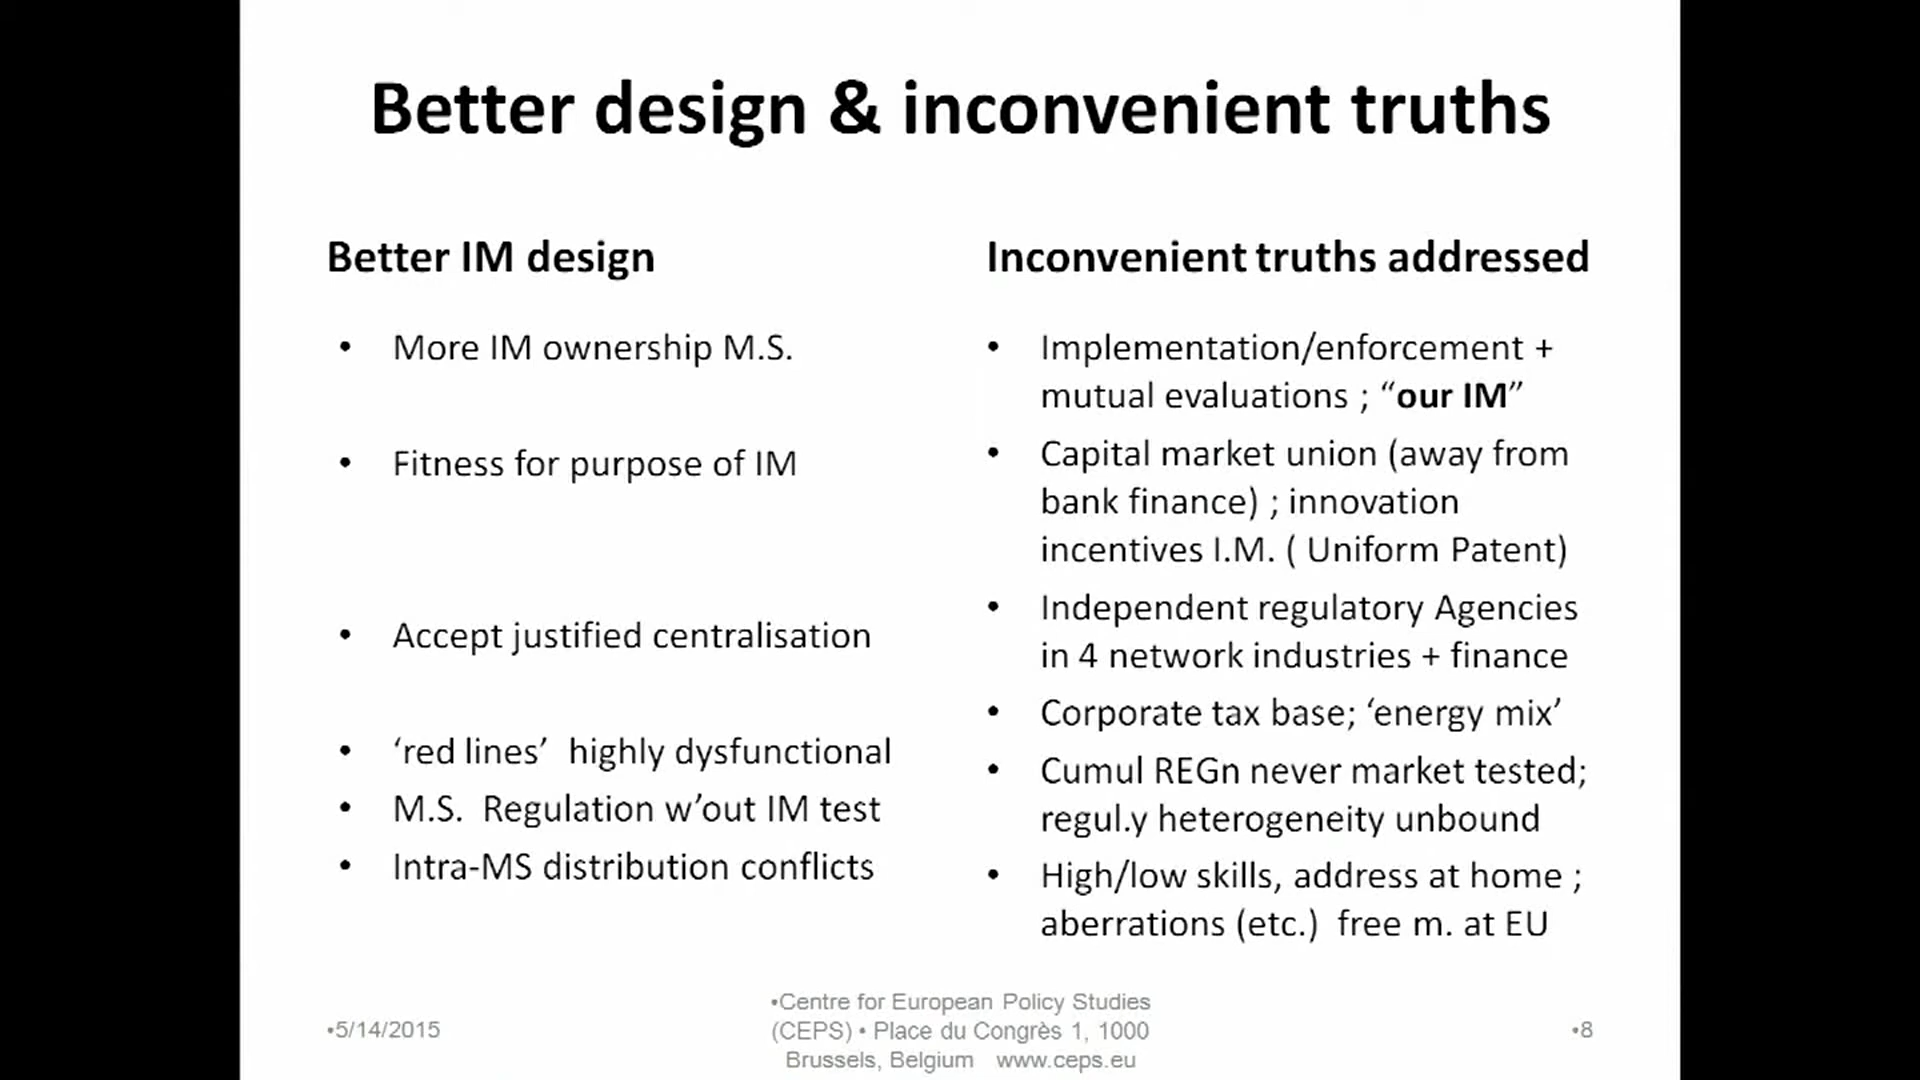 Better design & inconvenient truths
Better IM design
• More IM ownership M.S.
• Fitness for purpose of IM
• Accept justified centralisation
• ‘red lines’ highly dysfunctional
• M.S. Regulation w’out IM test
• Intra-MS distribution conflicts
Inconvenient truths addressed
• Implementation/enforcement +
mutual evaluations ; “our IM”
• Capital market union (away from
bank finance) ; innovation
incentives I.M. ( Uniform Patent)
• Independent regulatory Agencies
in 4 network industries + finance
• Corporate tax base; ‘energy mix’
• Cumul REGn never market tested;
regul.y heterogeneity unbound
• High/low skills, address at home ;
aberrations (etc.) free m. at EU
•5/14/2015
•Centre for European Policy Studies
(CEPS) • Place du Congrès 1, 1000
Brussels, Belgium www.ceps.eu
•8